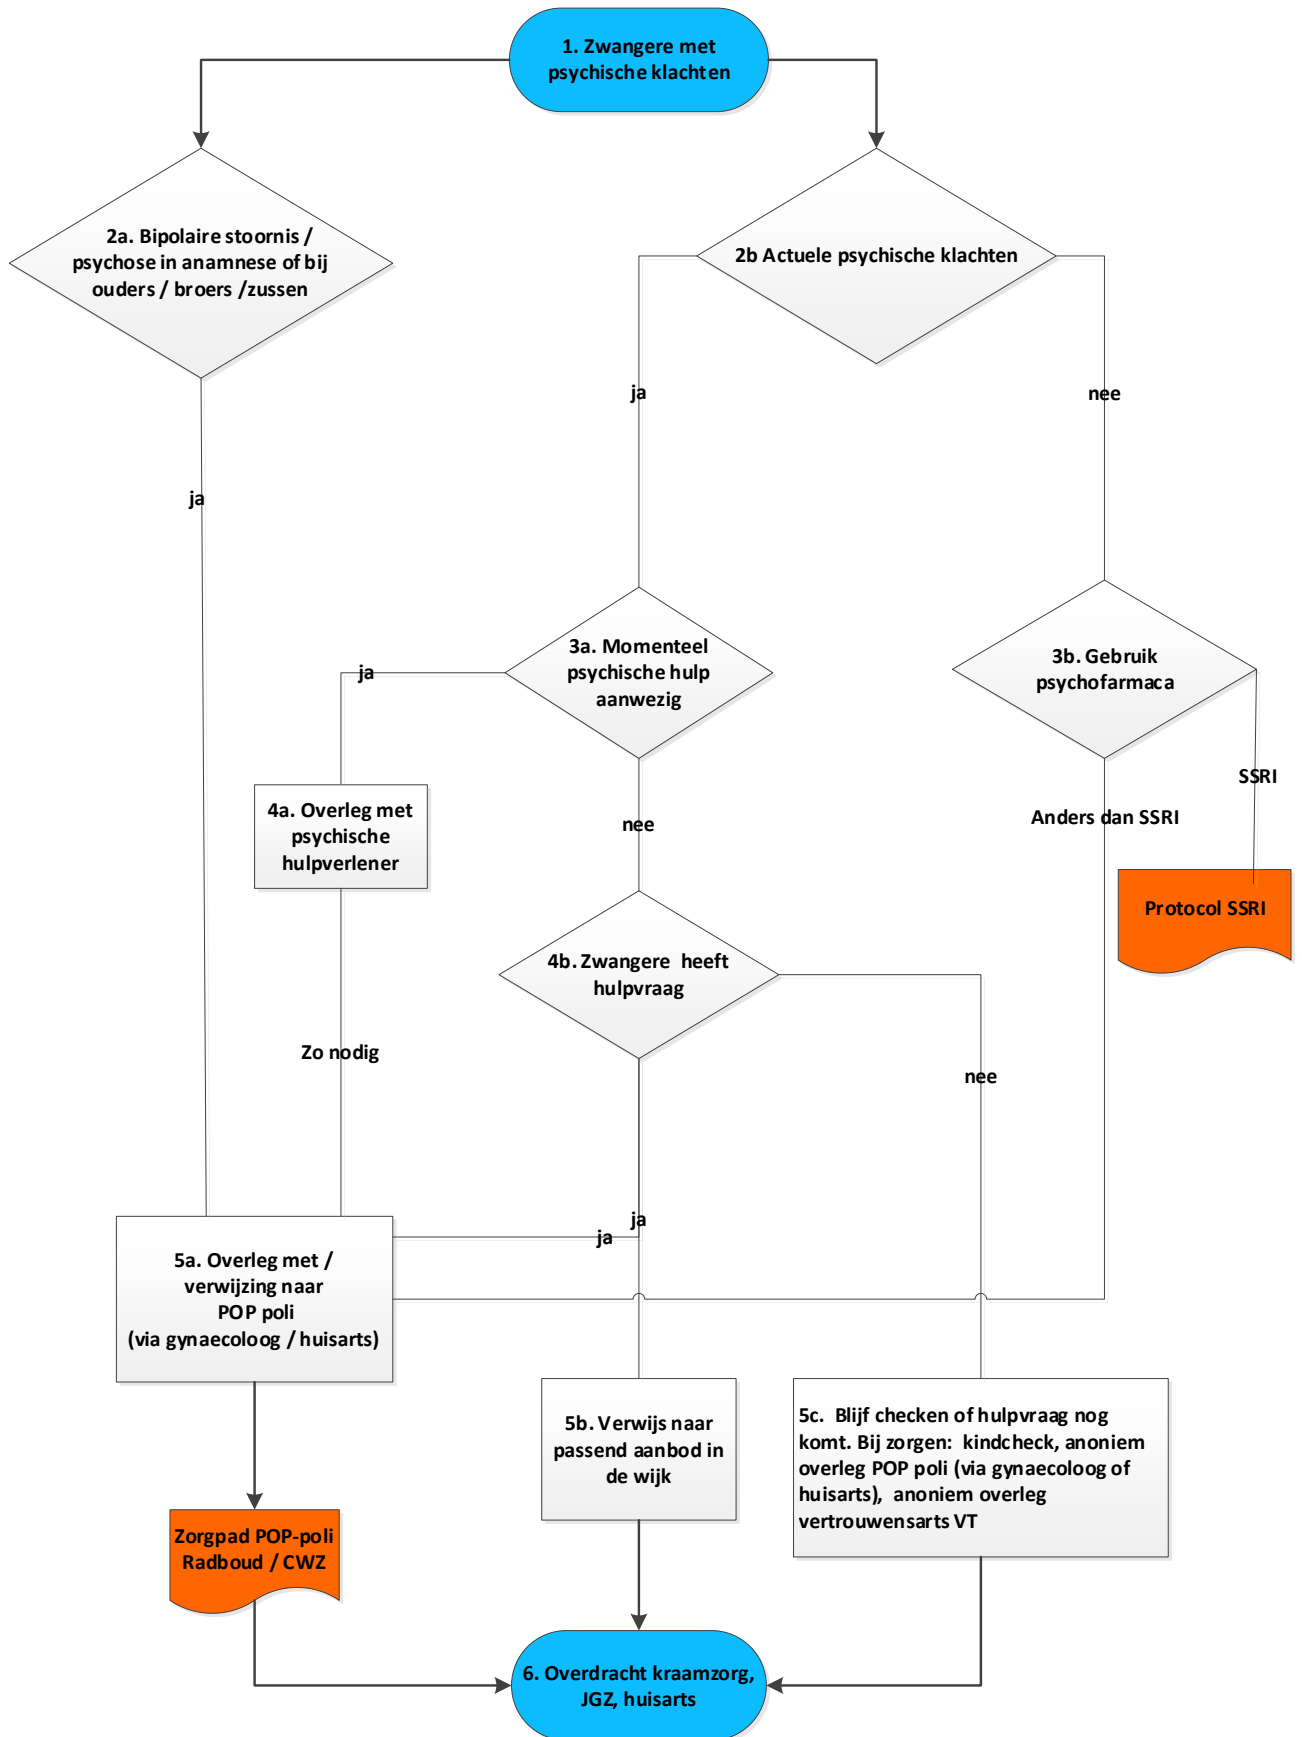 1. Zwangere met
psychische klachten
2a. Bipolaire stoornis /
psychose in anamnese of bij
ouders / broers /zussen
2b Actuele psychische klachten
ja
nee
ja
3a. Momenteel
psychische hulp
aanwezig
3b. Gebruik
psychofarmaca
ja
SSRI
4a. Overleg met
psychische
hulpverlener
nee
Anders dan SSRI
Protocol SSRI
4b. Zwangere heeft
hulpvraag
Zo nodig
nee
ja
ja
5a. Overleg met /
verwijzing naar
POP poli
(via gynaecoloog / huisarts)
5b. Verwijs naar
passend aanbod in
de wijk
5c. Blijf checken of hulpvraag nog
komt. Bij zorgen: kindcheck, anoniem
overleg POP poli (via gynaecoloog of
huisarts), anoniem overleg
vertrouwensarts VT
Zorgpad POP-poli
Radboud / CWZ
6. Overdracht kraamzorg,
JGZ, huisarts